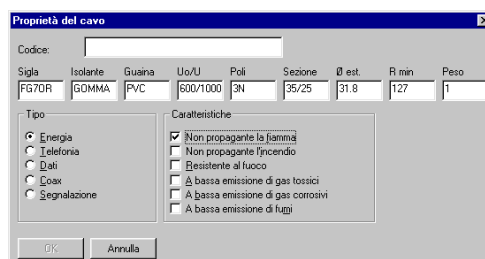 Proprietà del cavo
Codice:
Sigla Isolante Guaina Uo/U Poli Sezione Ø est. R min Peso
FG7OR GOMMA PVC 600/1000 3N 35/25 31.8 127 1
Tipo
Energia
Telefonia
Dati
Coax
Segnalazione
Caratteristiche
Non propagante la fiamma
Non propagante l'incendio
Resistente al fuoco
A bassa emissione di gas tossici
A bassa emissione di gas corrosivi
A bassa emissione di fumi
OK Annulla